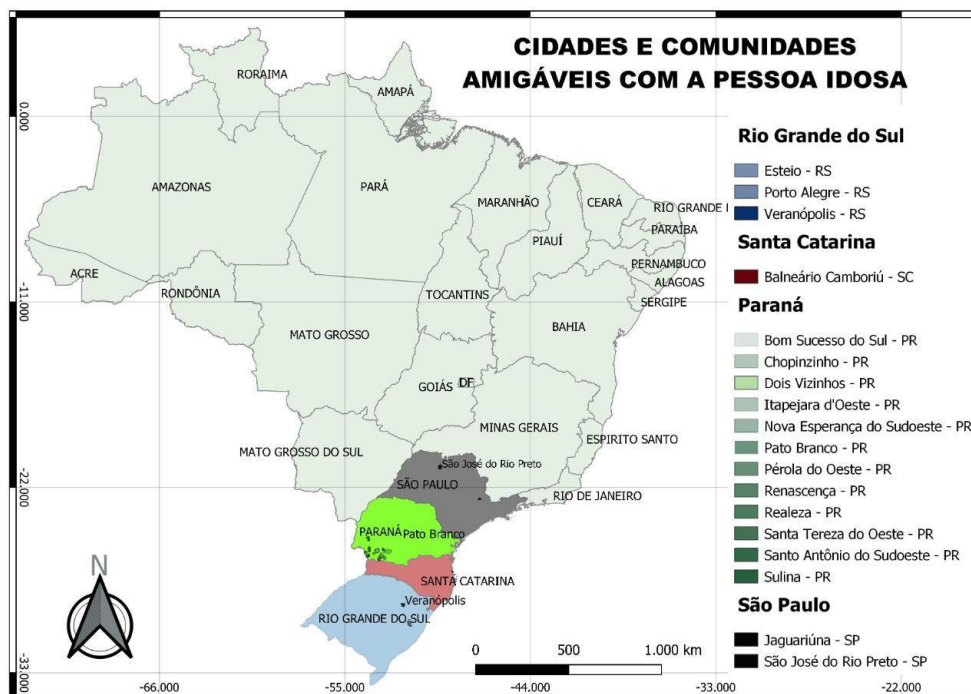 CIDADES E COMUNIDADES
AMIGÁVEIS COM A PESSOA IDOSA
RORAIMA
AMAPÁ
AMAZONAS
PARÁ
MARANHÃO
CEARÁ
RIO GRANDE
PARAÍBA
PIAUÍ
PERNAMBUCO
ACRE
ALAGOAS
RONDÔNIA
TOCANTINS
SERGIPE
MATO GROSSO
BAHIA
GOIÁS
DF
MINAS GERAIS
ESPIRITO SANTO
MATO GROSSO DO SUL
São José do Rio Preto
SÃO PAULO
RIO DE JANEIRO
PARANÁ
Pato Branco
SANTA CATARINA
Veranópolis
RIO GRANDE DO SUL
N
0 500 1.000 km
0.000
-11.000
-22.000
-33.000
-66.000 -55.000 -44.000 -33.000 -22.000
Rio Grande do Sul
Esteio - RS
Porto Alegre - RS
Veranópolis - RS
Santa Catarina
Balneário Camboriú - SC
Paraná
Bom Sucesso do Sul - PR
Chopinzinho - PR
Dois Vizinhos - PR
Itapejara d'Oeste - PR
Nova Esperança do Sudoeste - PR
Pato Branco - PR
Pérola do Oeste - PR
Renascença - PR
Realeza - PR
Santa Tereza do Oeste - PR
Santo Antônio do Sudoeste - PR
Sulina - PR
São Paulo
Jaguariúna - SP
São José do Rio Preto - SP